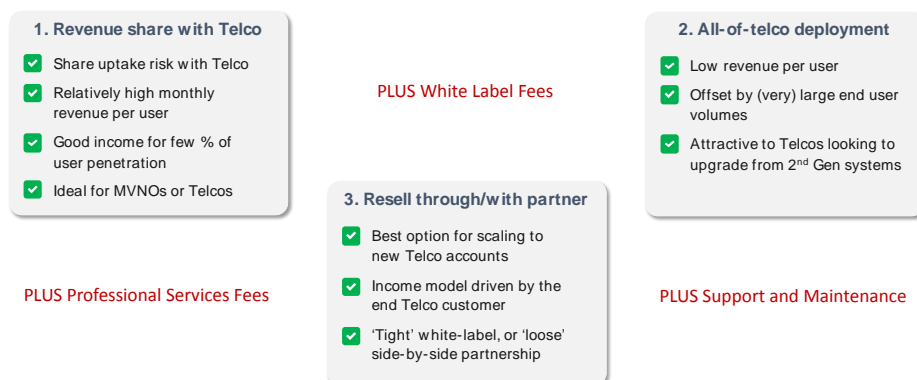 1. Revenue share with Telco
Share uptake risk with Telco
Relatively high monthly
revenue per user
Good income for few % of
user penetration
Ideal for MVNOs or Telcos
PLUS White Label Fees
2. All-of-telco deployment
Low revenue per user
Offset by (very) large end user
volumes
Attractive to Telcos looking to
upgrade from 2nd Gen systems
3. Resell through/with partner
Best option for scaling to
new Telco accounts
Income model driven by the
end Telco customer
‘Tight’ white-label, or ‘loose’
side-by-side partnership
PLUS Professional Services Fees
PLUS Support and Maintenance